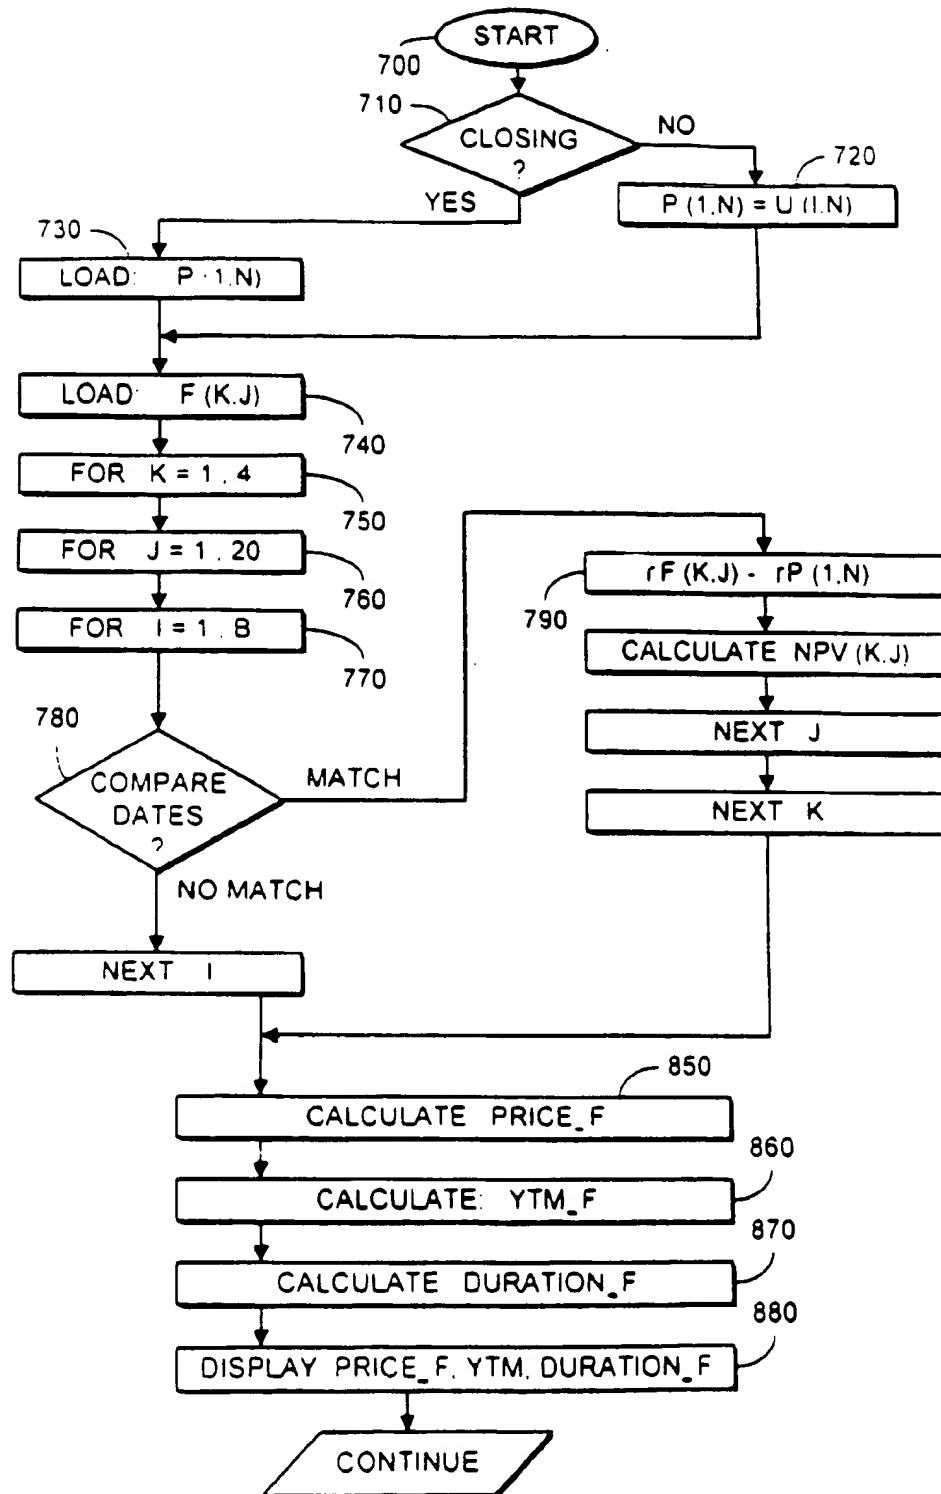 START
700
710
CLOSING
?
NO
YES
720
P (1,N) = U (I,N)
730
LOAD: P (1,N)
LOAD: F (K,J)
740
FOR K = 1, 4
750
FOR J = 1, 20
760
FOR I = 1, B
770
780
COMPARE
DATES
?
MATCH
NO MATCH
790
rF (K,J) - rP (1,N)
CALCULATE NPV (K,J)
NEXT J
NEXT K
NEXT I
850
CALCULATE PRICE_F
860
CALCULATE: YTM_F
870
CALCULATE DURATION_F
880
DISPLAY PRICE_F, YTM, DURATION_F
CONTINUE